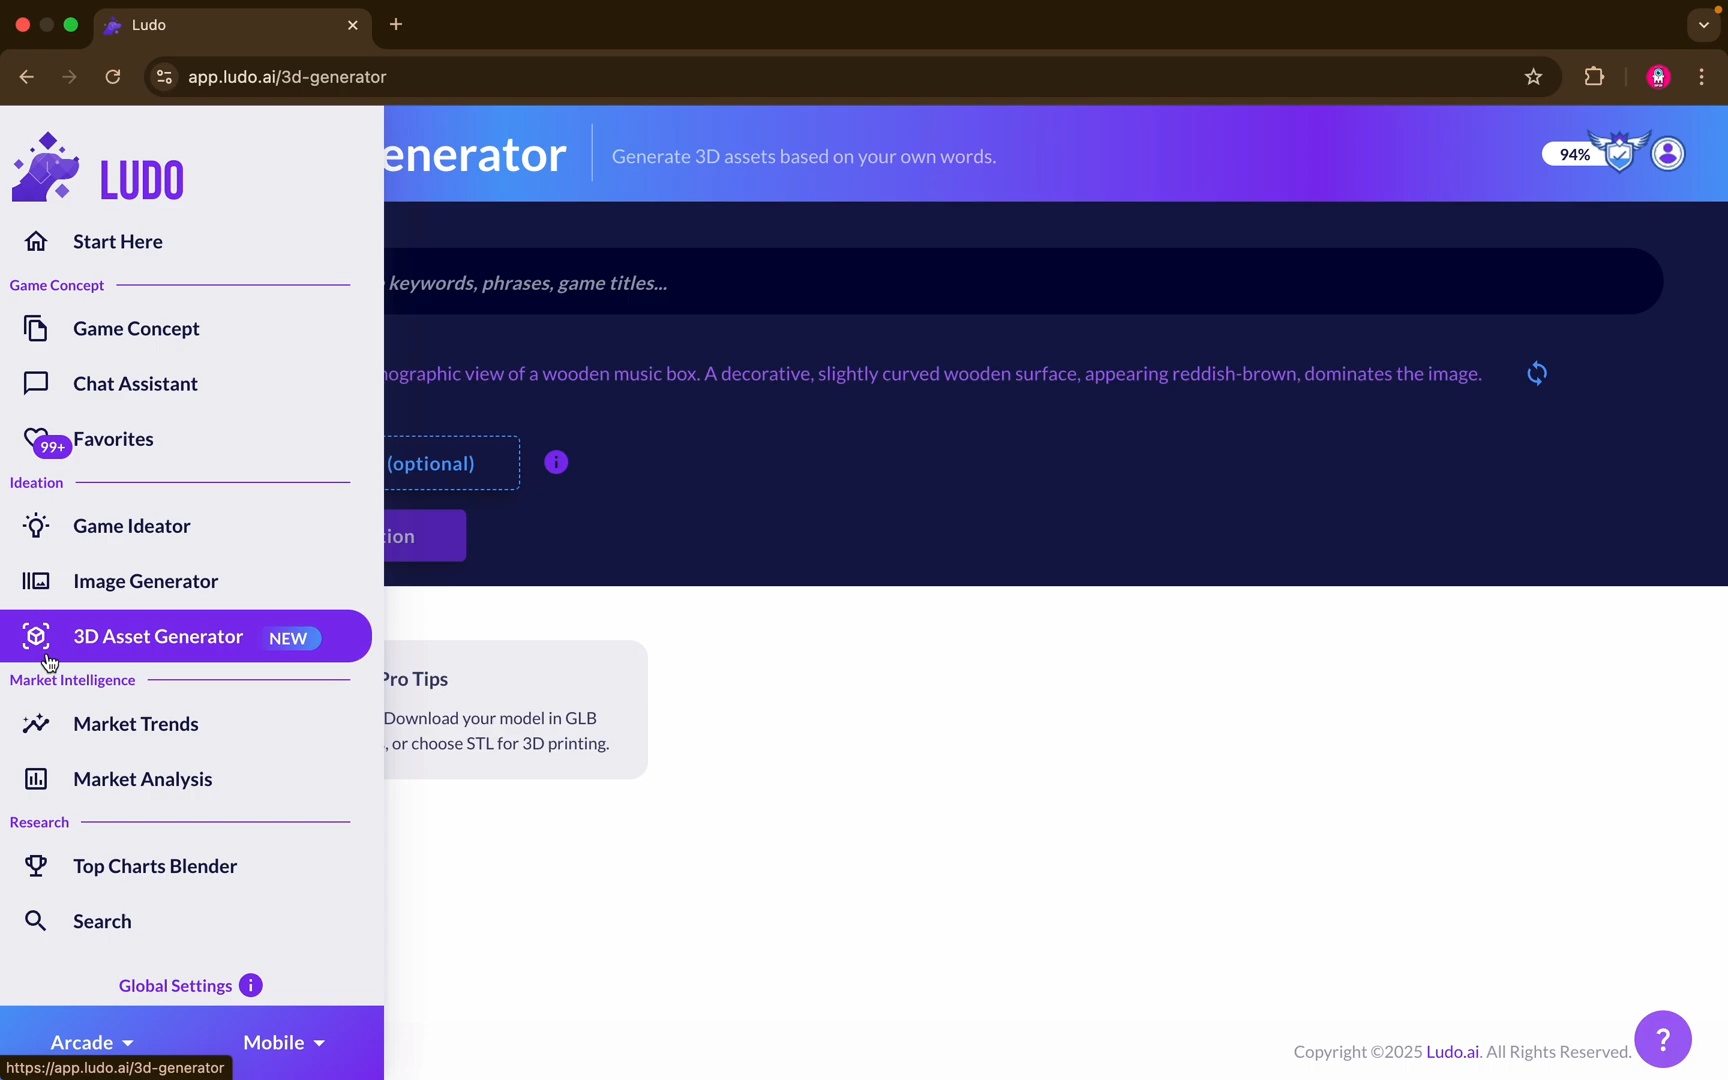 Ludo
app.ludo.ai/3d-generator
LUDO
enerator
Generate 3D assets based on your own words.
94%
Start Here
keywords, phrases, game titles...
Game Concept
Game Concept
Chat Assistant
nographic view of a wooden music box. A decorative, slightly curved wooden surface, appearing reddish-brown, dominates the image.
99+
Favorites
(optional)
i
Ideation
Game Ideator
tion
Image Generator
3D Asset Generator NEW
Market Intelligence
Pro Tips
Market Trends
Download your model in GLB
, or choose STL for 3D printing.
Market Analysis
Research
Top Charts Blender
Search
Global Settings i
Arcade
Mobile
Copyright ©2025 Ludo.ai. All Rights Reserved.
?
https://app.ludo.ai/3d-generator